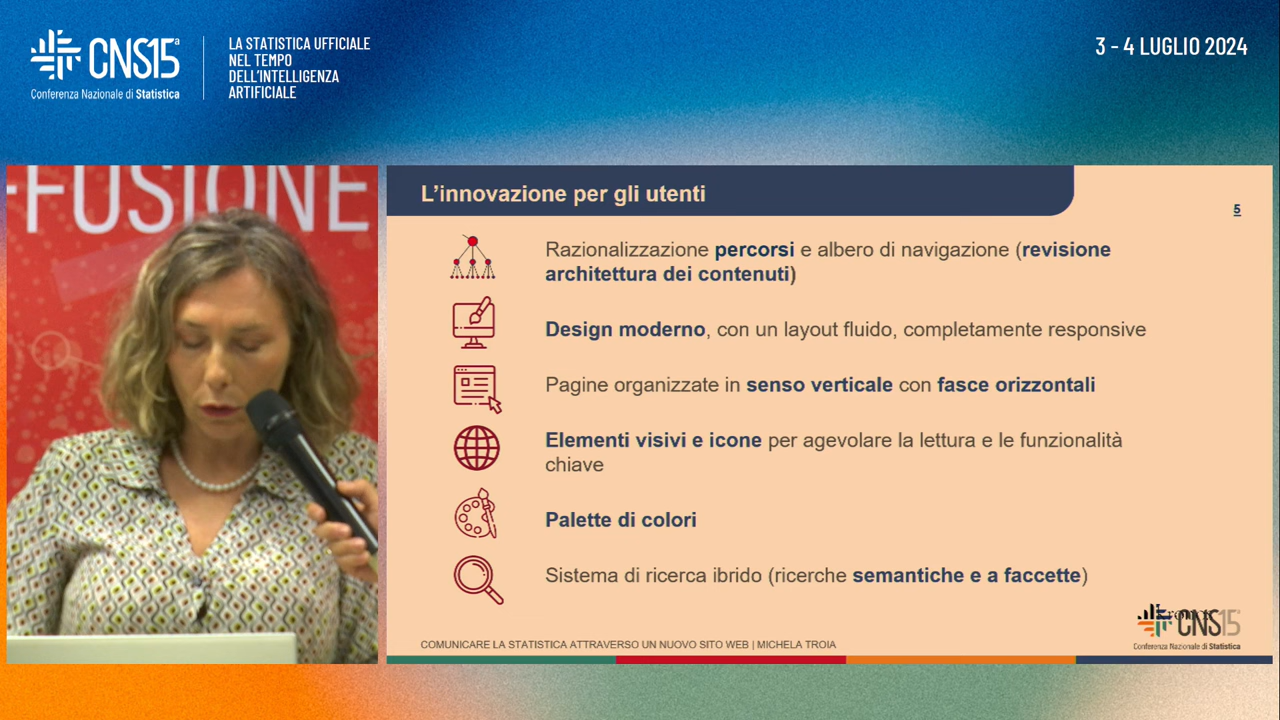 CNS15ª
Conferenza Nazionale di Statistica
LA STATISTICA UFFICIALE
NEL TEMPO
DELL'INTELLIGENZA
ARTIFICIALE
3 - 4 LUGLIO 2024
FUSIONE
L'innovazione per gli utenti
5
Razionalizzazione percorsi e albero di navigazione (revisione
architettura dei contenuti)
Design moderno, con un layout fluido, completamente responsive
Pagine organizzate in senso verticale con fasce orizzontali
Elementi visivi e icone per agevolare la lettura e le funzionalità
chiave
Palette di colori
Sistema di ricerca ibrido (ricerche semantiche e a faccette)
CNS15
Conferenza Nazionale di Statistica
COMUNICARE LA STATISTICA ATTRAVERSO UN NUOVO SITO WEB | MICHELA TROIA